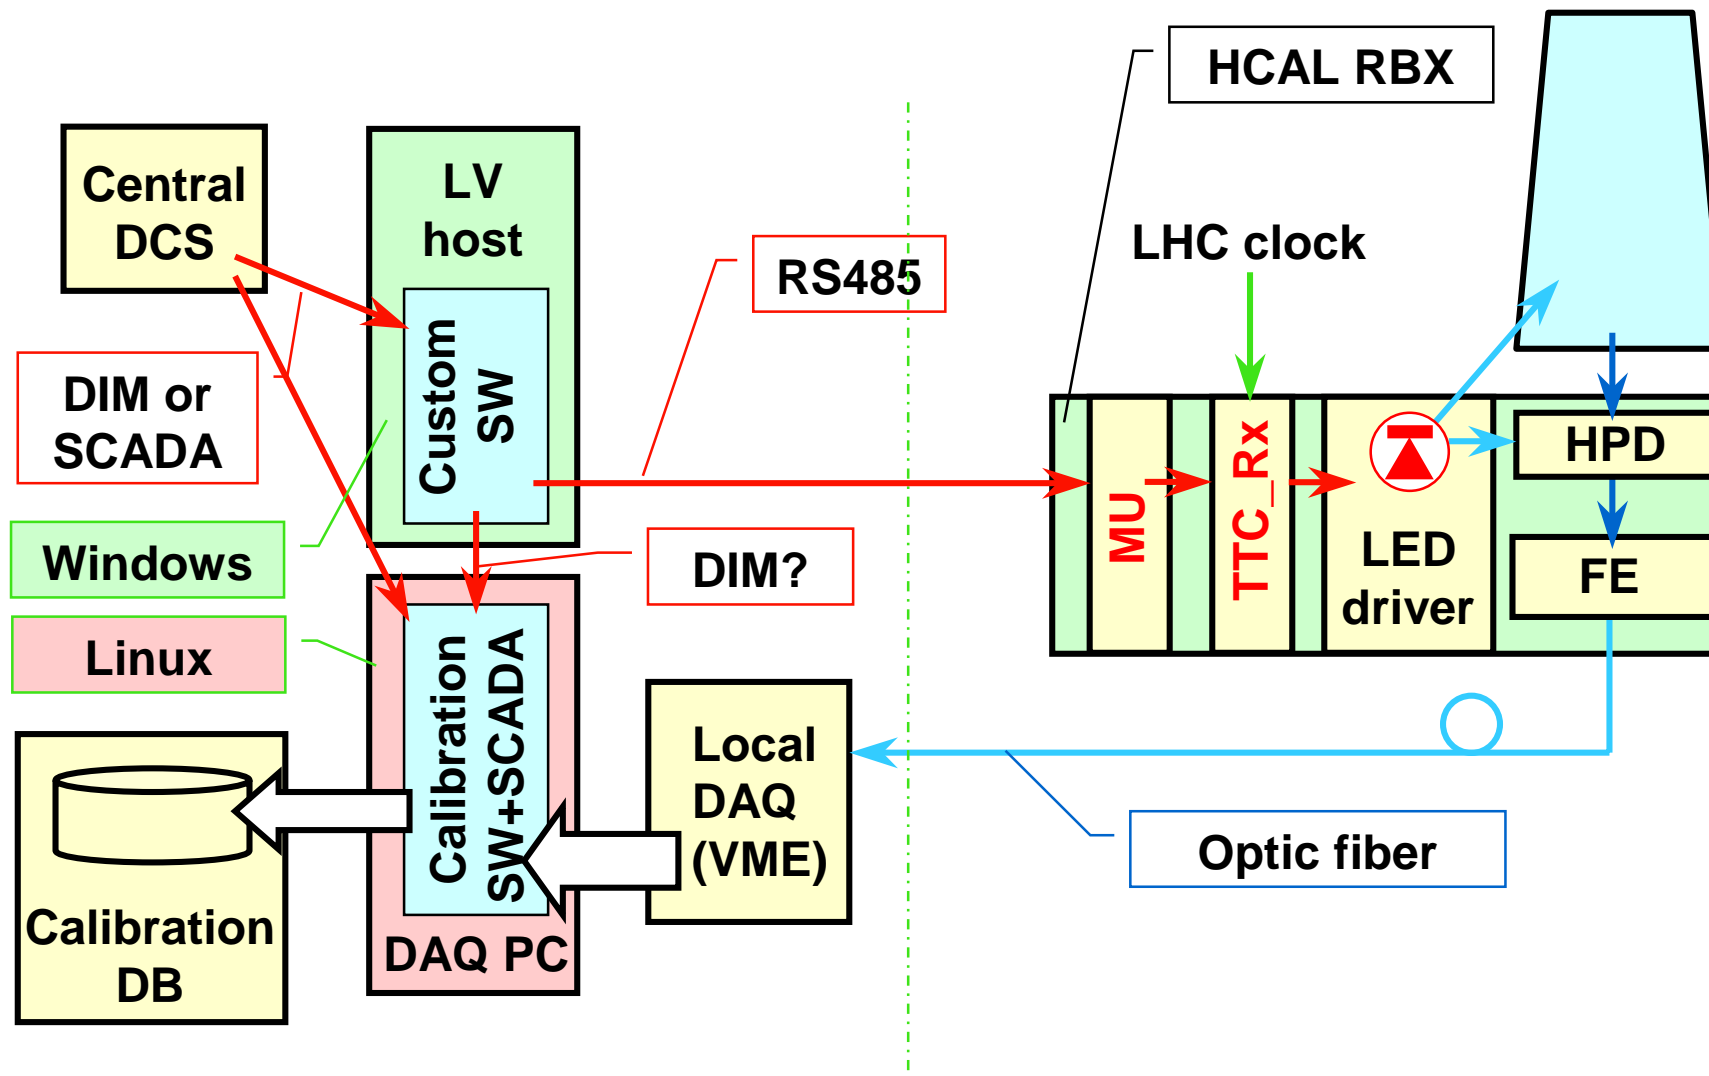 HCAL RBX
Central
DCS
LV
host
LHC clock
RS485
DIM or
SCADA
Custom
SW
MU
TTC_Rx
LED
driver
HPD
FE
Windows
DIM?
Linux
Calibration
SW+SCADA
DAQ PC
Local
DAQ
(VME)
Optic fiber
Calibration
DB